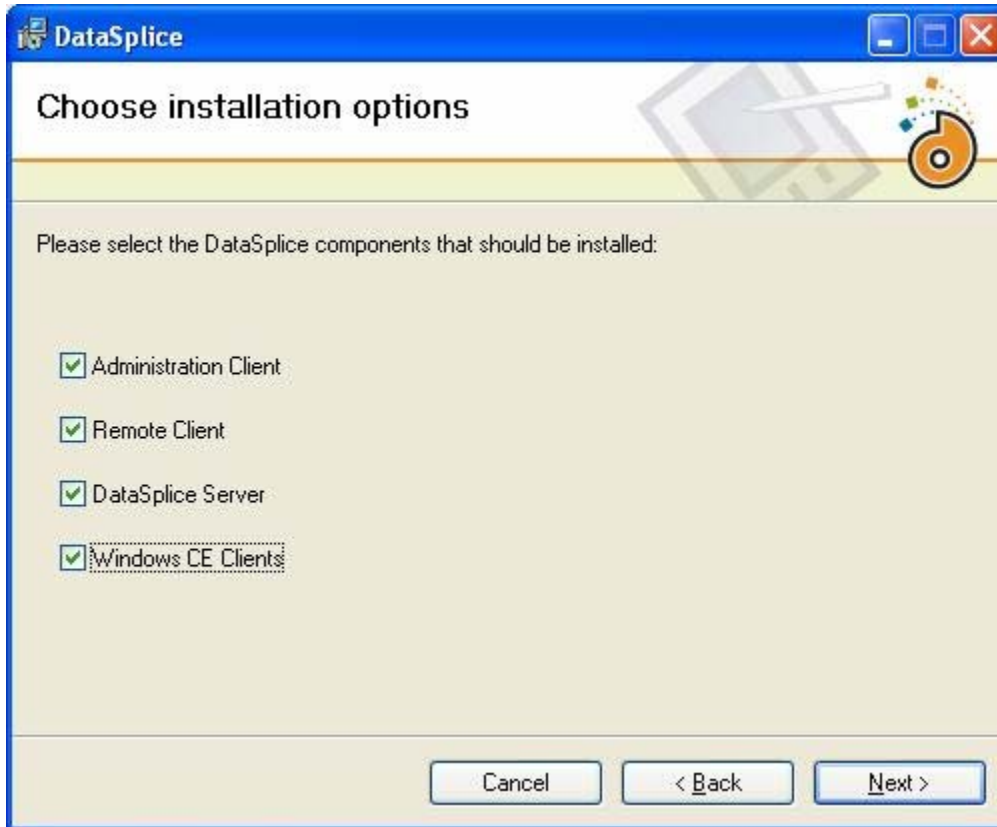 DataSplice
Choose installation options
Please select the DataSplice components that should be installed:
Administration Client
Remote Client
DataSplice Server
Windows CE Clients
Cancel
< Back
Next >